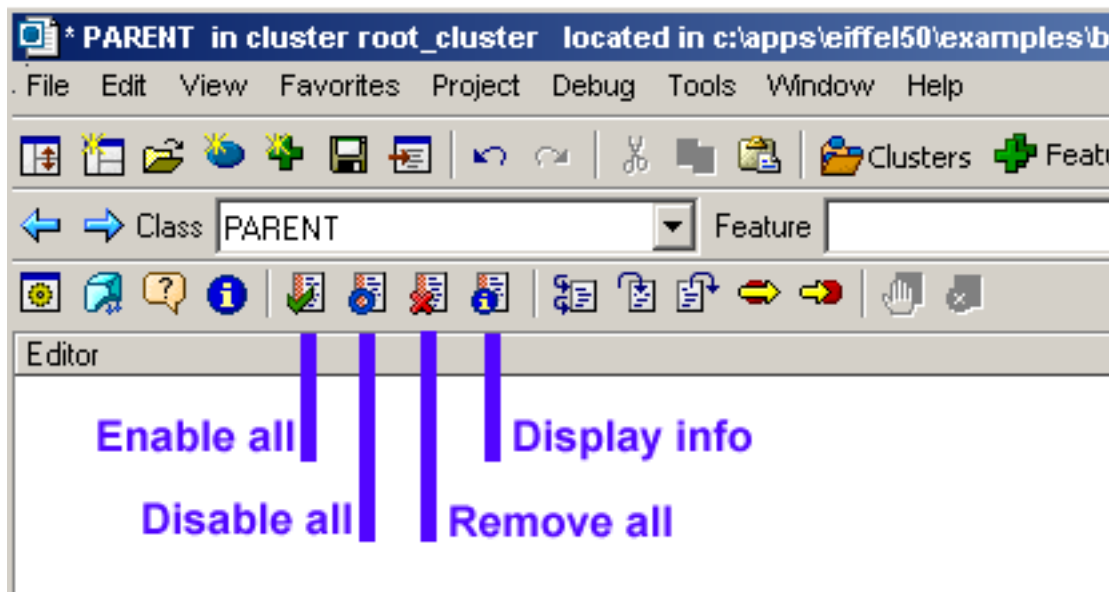 * PARENT in cluster root_cluster located in c:\apps\eiffel50\examples\b
File Edit View Favorites Project Debug Tools Window Help
Clusters Featu
Class PARENT Feature
Editor
Enable all Display info
Disable all Remove all